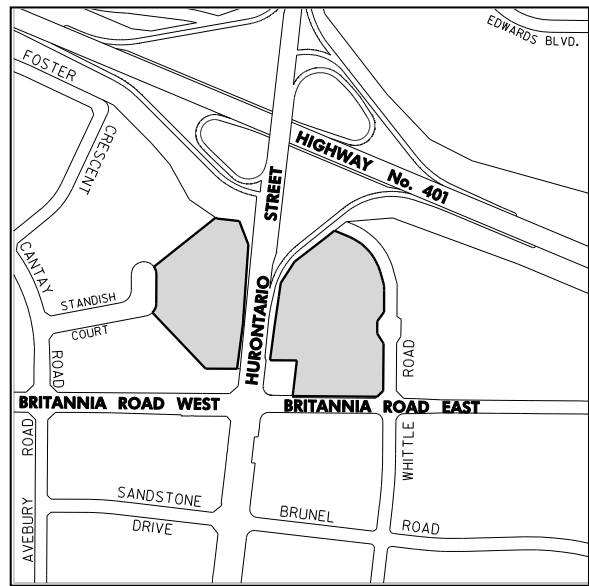 EDWARDS BLVD.
FOSTER
CRESCENT
HIGHWAY No. 401
HURONTARIO STREET
CANTAY
ROAD
STANDISH
COURT
ROAD
BRITANNIA ROAD WEST
BRITANNIA ROAD EAST
WHITTLE
AVEBURY ROAD
SANDSTONE
DRIVE
BRUNEL
ROAD